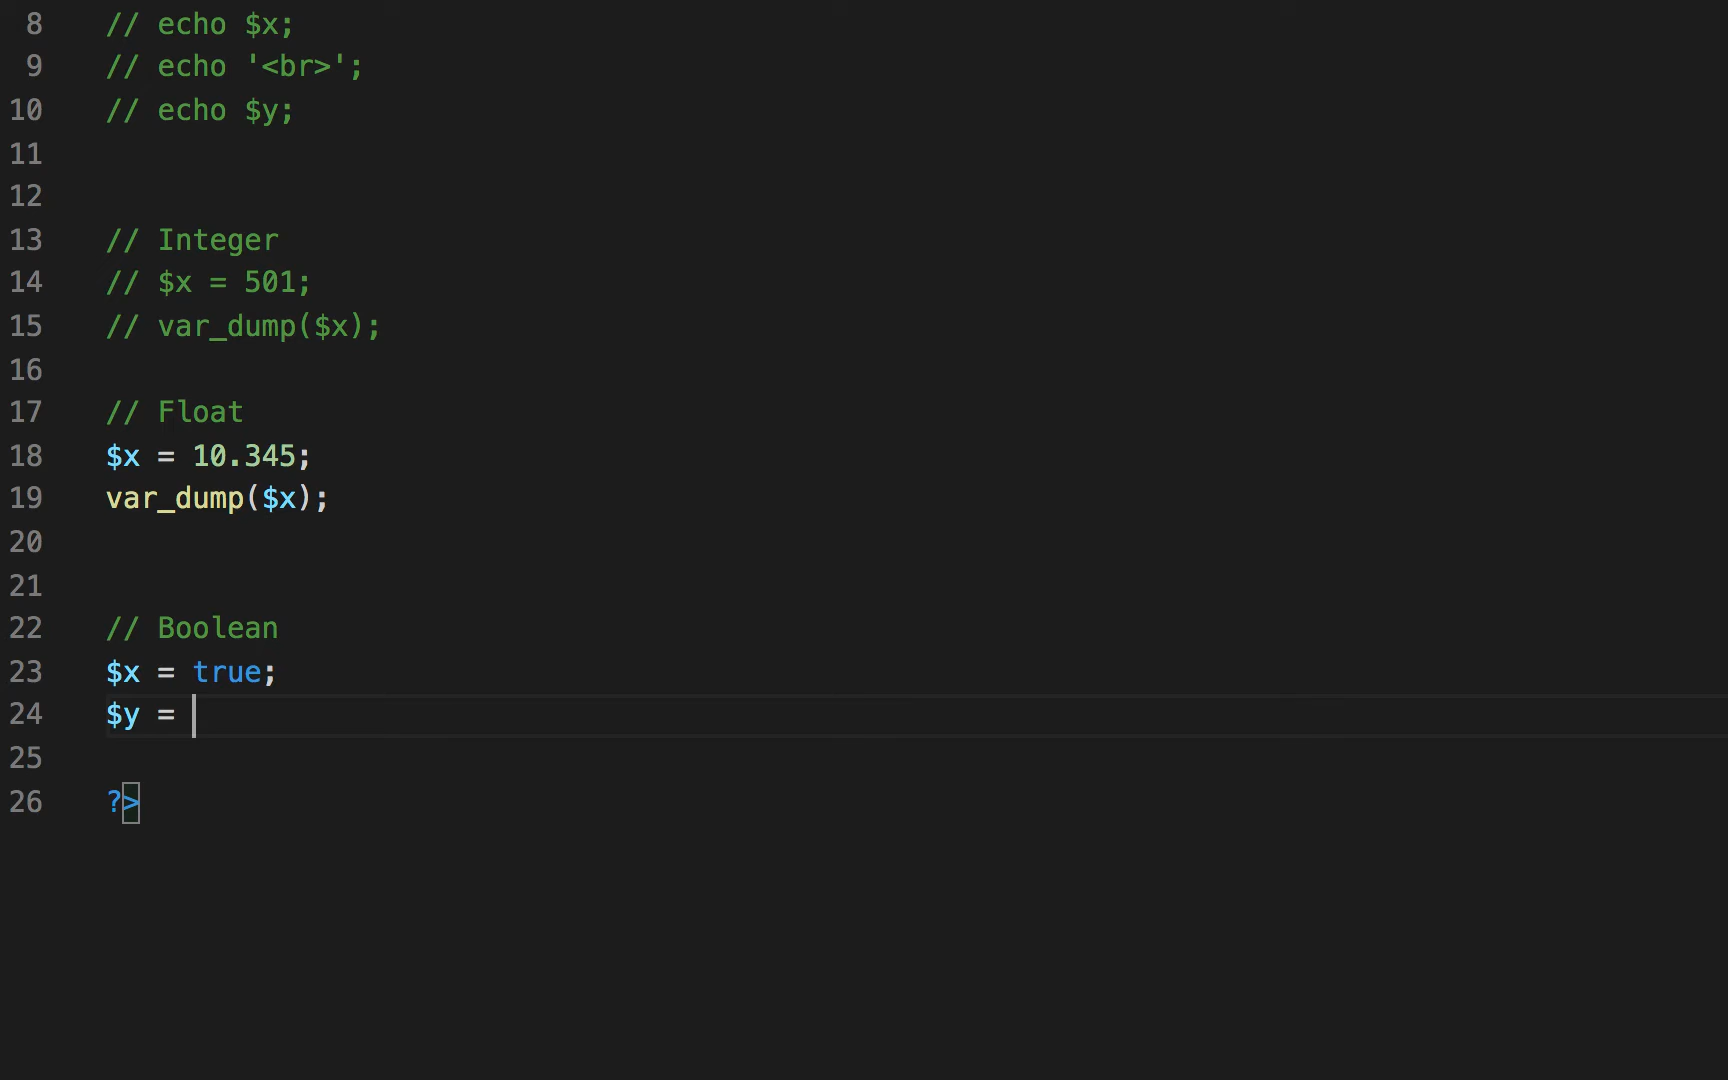 8 // echo $x;
9 // echo '<br>';
10 // echo $y;
11
12
13 // Integer
14 // $x = 501;
15 // var_dump($x);
16
17 // Float
18 $x = 10.345;
19 var_dump($x);
20
21
22 // Boolean
23 $x = true;
24 $y =
25
26 ?>